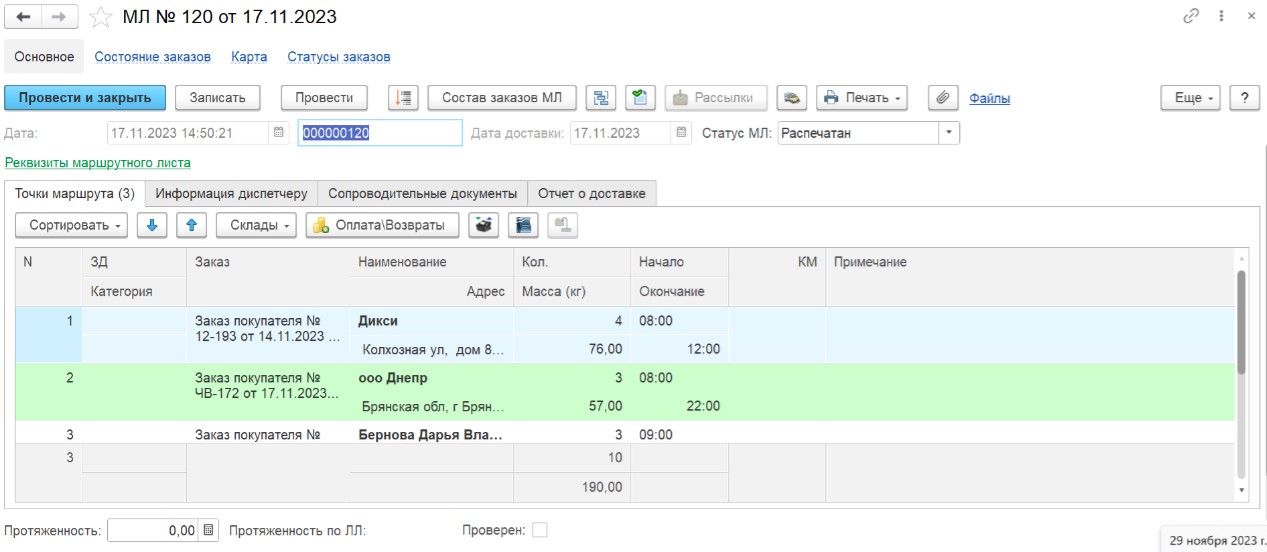 МЛ № 120 от 17.11.2023
Основное Состояние заказов Карта Статусы заказов
Провести и закрыть Записать Провести Состав заказов МЛ Рассылки Печать Файлы Еще ?
Дата: 17.11.2023 14:50:21 000000120 Дата доставки: 17.11.2023 Статус МЛ: Распечатан
Реквизиты маршрутного листа
Точки маршрута (3) Информация диспетчеру Сопроводительные документы Отчет о доставке
Сортировать Склады Оплата\Возвраты
N ЗД Заказ Наименование Кол. Начало КМ Примечание
Категория Адрес Масса (кг) Окончание
1 Заказ покупателя № Дикси 4 08:00
12-193 от 14.11.2023 ...
Колхозная ул, дом 8... 76,00 12:00
2 Заказ покупателя № ооо Днепр 3 08:00
ЧВ-172 от 17.11.2023...
Брянская обл, г Брян... 57,00 22:00
3 Заказ покупателя № Бернова Дарья Вла... 3 09:00
3 10
190,00
Протяженность: 0,00 Протяженность по ЛЛ: Проверен:
29 ноября 2023 г.